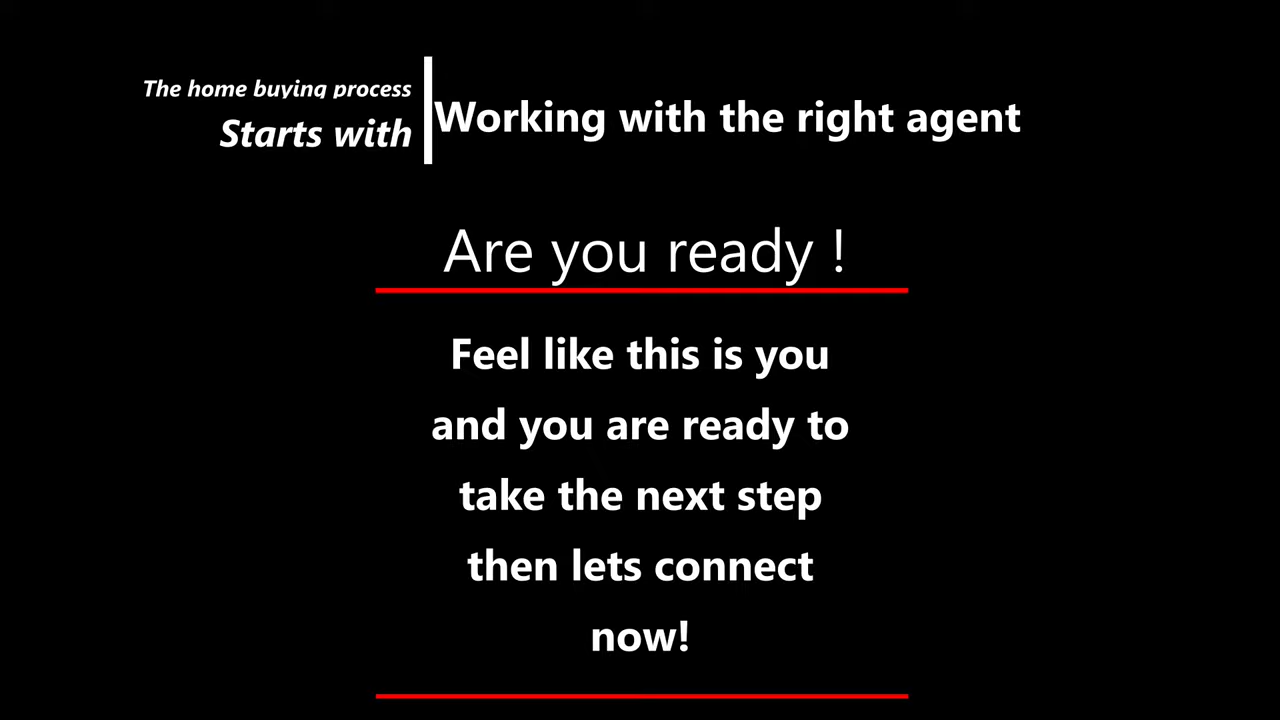 The home buying process
Starts with
Working with the right agent
Are you ready !
Feel like this is you
and you are ready to
take the next step
then lets connect
now!